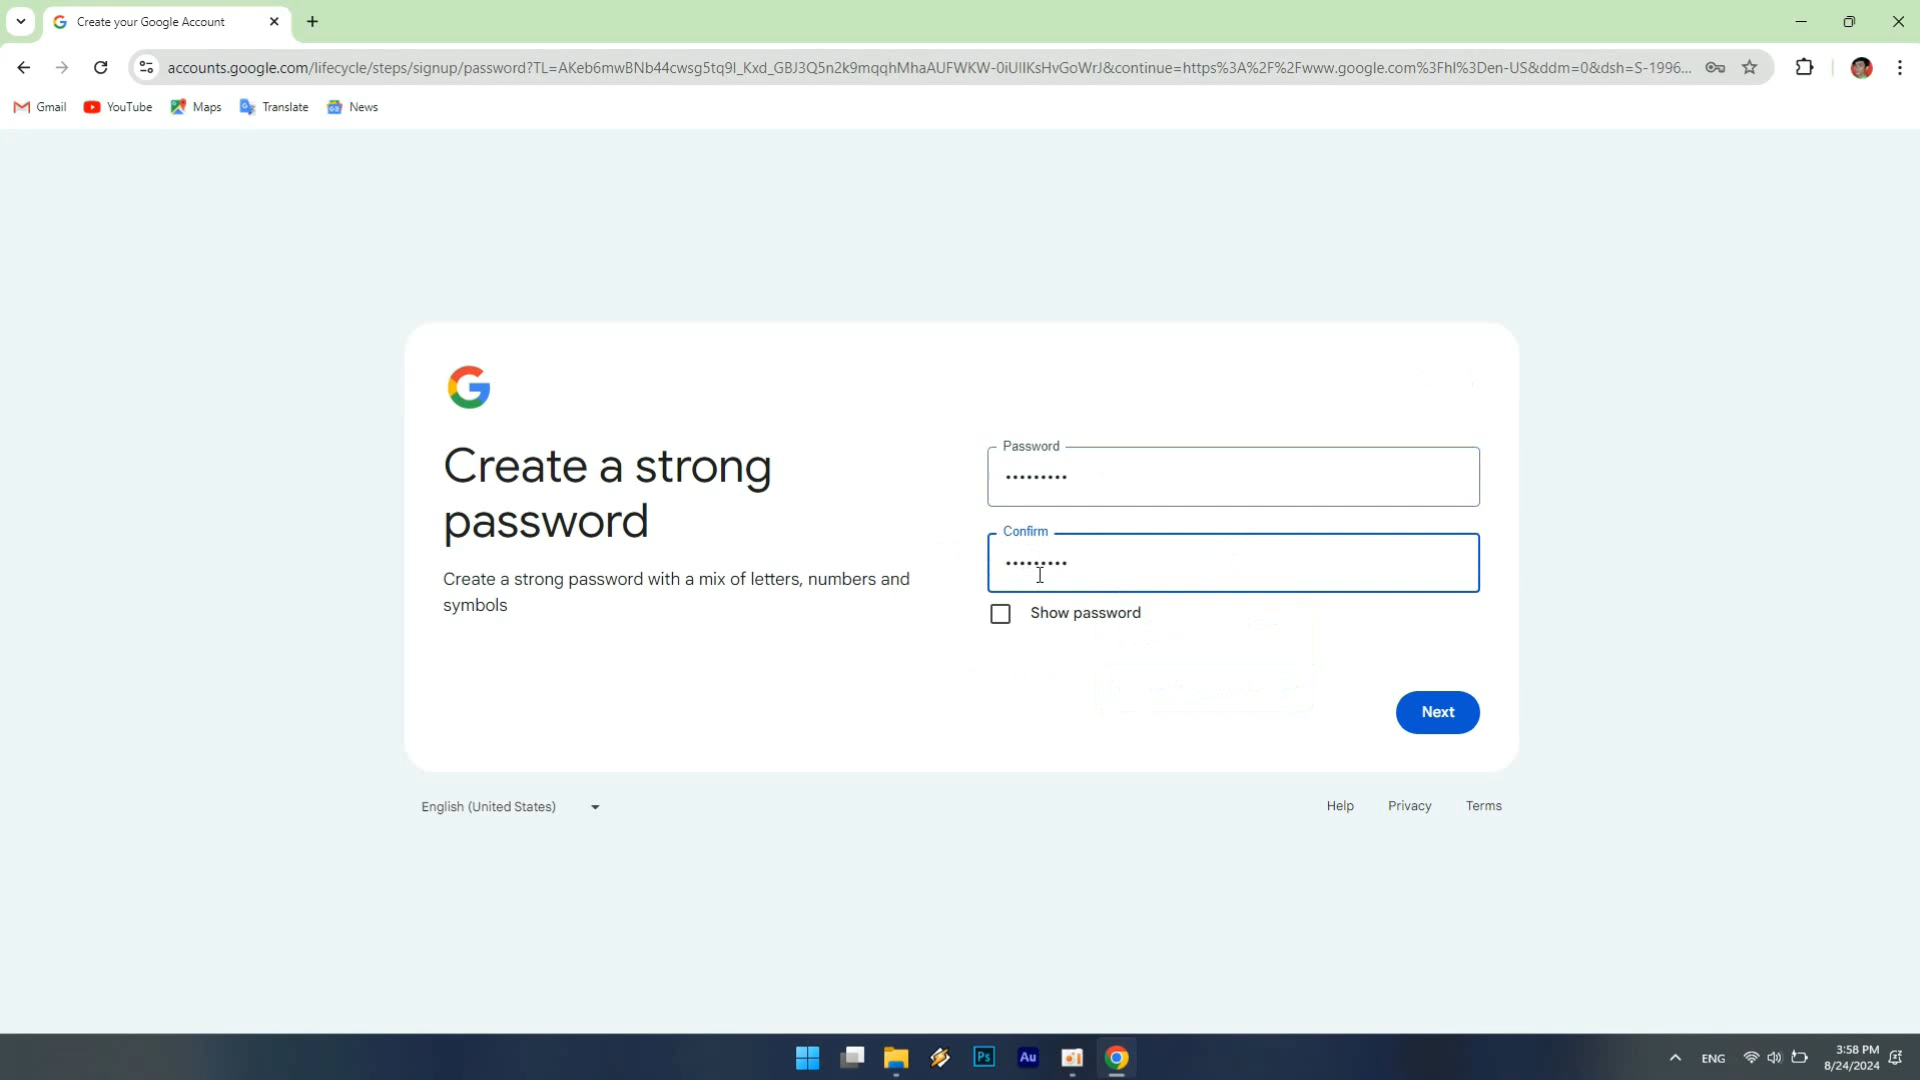 Create your Google Account
accounts.google.com/lifecycle/steps/signup/password?TL=AKeb6mwBNb44cwsg5tq9l_Kxd_GBJ3Q5n2k9mqqhMhaAUFWKW-0iUIlKsHvGoWrJ&continue=https%3A%2F%2Fwww.google.com%3Fhl%3Den-US&ddm=0&dsh=S-1996...
Gmail YouTube Maps Translate News
Create a strong
password
Create a strong password with a mix of letters, numbers and
symbols
Password
•••••••••
Confirm
•••••••••
Show password
Next
English (United States)
Help Privacy Terms
Ps Au
ENG
3:58 PM
8/24/2024